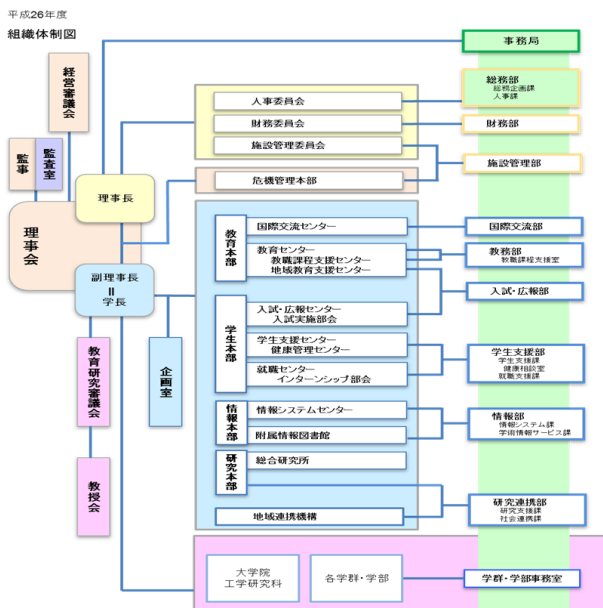 平成26年度
組織体制図
事務局
経営審議会
総務部
総務企画課
人事課
人事委員会
財務委員会
財務部
施設管理委員会
監事
監査室
施設管理部
危機管理本部
理事長
理事会
教育本部
国際交流センター
国際交流部
教育センター
教職課程支援センター
地域教育支援センター
教務部
教職課程支援室
副理事長
||
学長
入試・広報部
学生本部
入試・広報センター
入試実施部会
学生支援センター
健康管理センター
学生支援部
学生支援課
健康相談室
就職支援課
教育研究審議会
企画室
就職センター
インターンシップ部会
情報本部
情報システムセンター
情報部
情報システム課
学術情報サービス課
附属情報図書館
研究本部
総合研究所
教授会
研究連携部
研究支援課
社会連携課
地域連携機構
大学院
工学研究科
各学群・学部
学群・学部事務室